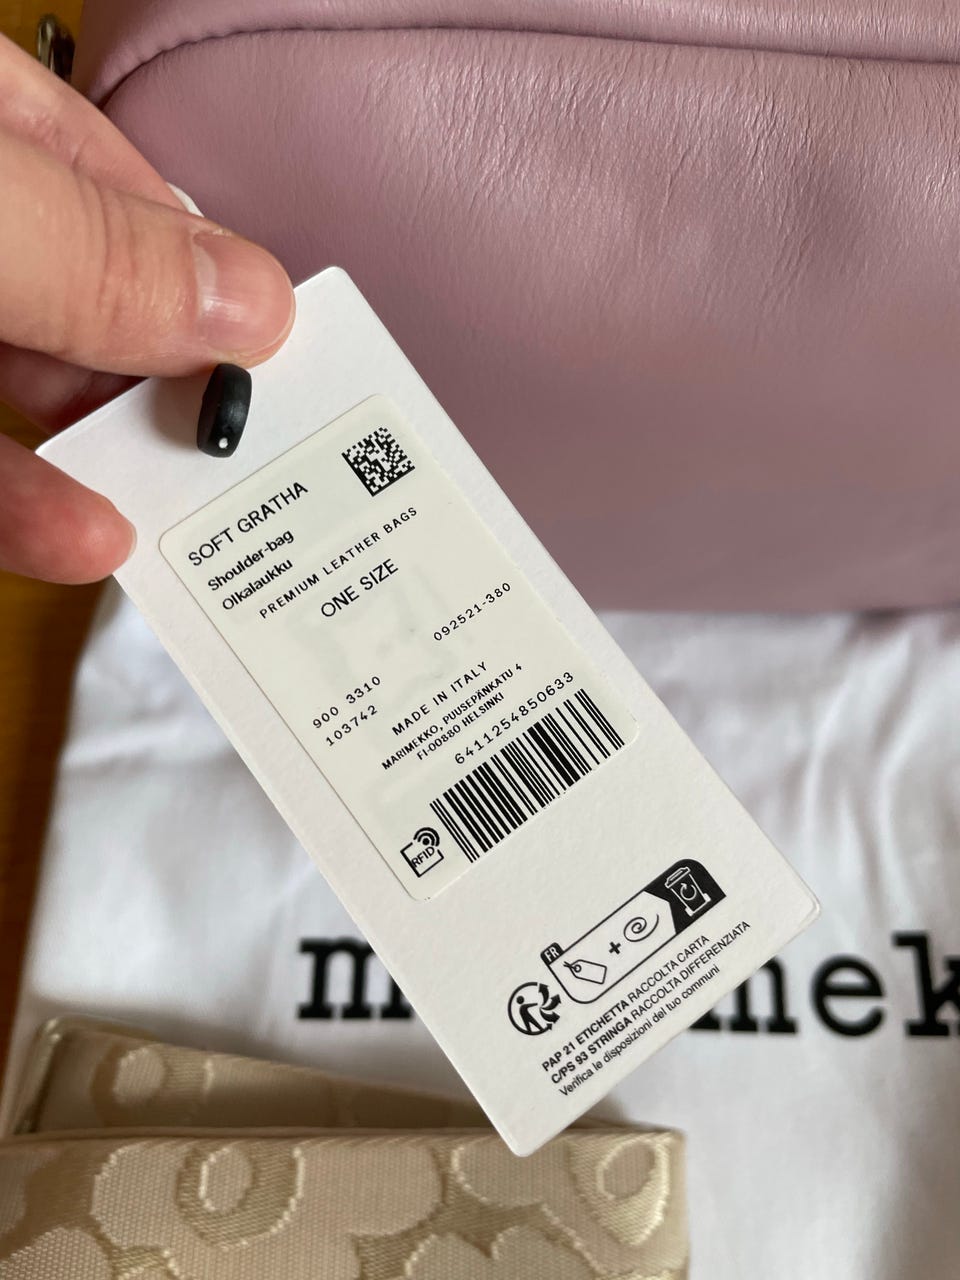 SOFT GRATHA
Shoulder-bag
Olkalaukku
PREMIUM LEATHER BAGS
ONE SIZE
092521-380
900 3310
103742
MADE IN ITALY
MARIMEKKO, PUUSEPÄNKATU 4
FI-00880 HELSINKI
6411254850633
RFID
FR
PAP 21 ETICHETTA RACCOLTA CARTA
C/PS 93 STRINGA RACCOLTA DIFFERENZIATA
Verifica le disposizioni del tuo communi
m mek